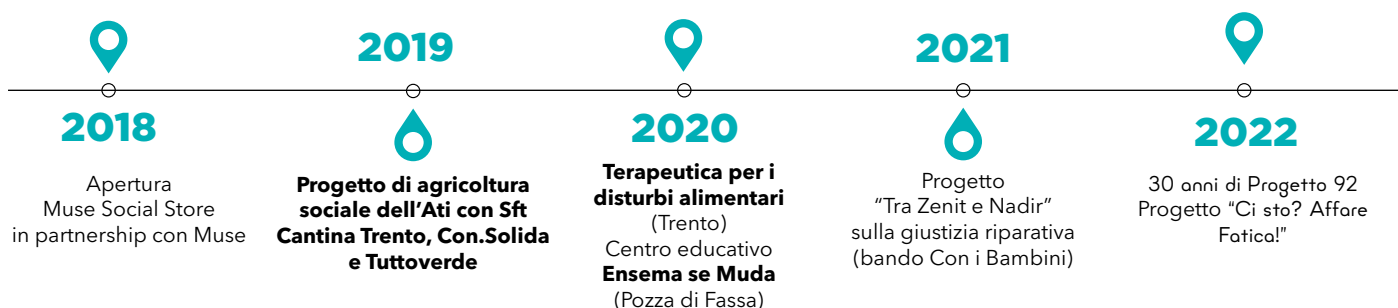 2018
Apertura
Muse Social Store
in partnership con Muse
2019
Progetto di agricoltura
sociale dell'Ati con Sft
Cantina Trento, Con.Solida
e Tuttoverde
2020
Terapeutica per i
disturbi alimentari
(Trento)
Centro educativo
Ensema se Muda
(Pozza di Fassa)
2021
Progetto
"Tra Zenit e Nadir"
sulla giustizia riparativa
(bando Con i Bambini)
2022
30 anni di Progetto 92
Progetto "Ci sto? Affare
Fatica!"